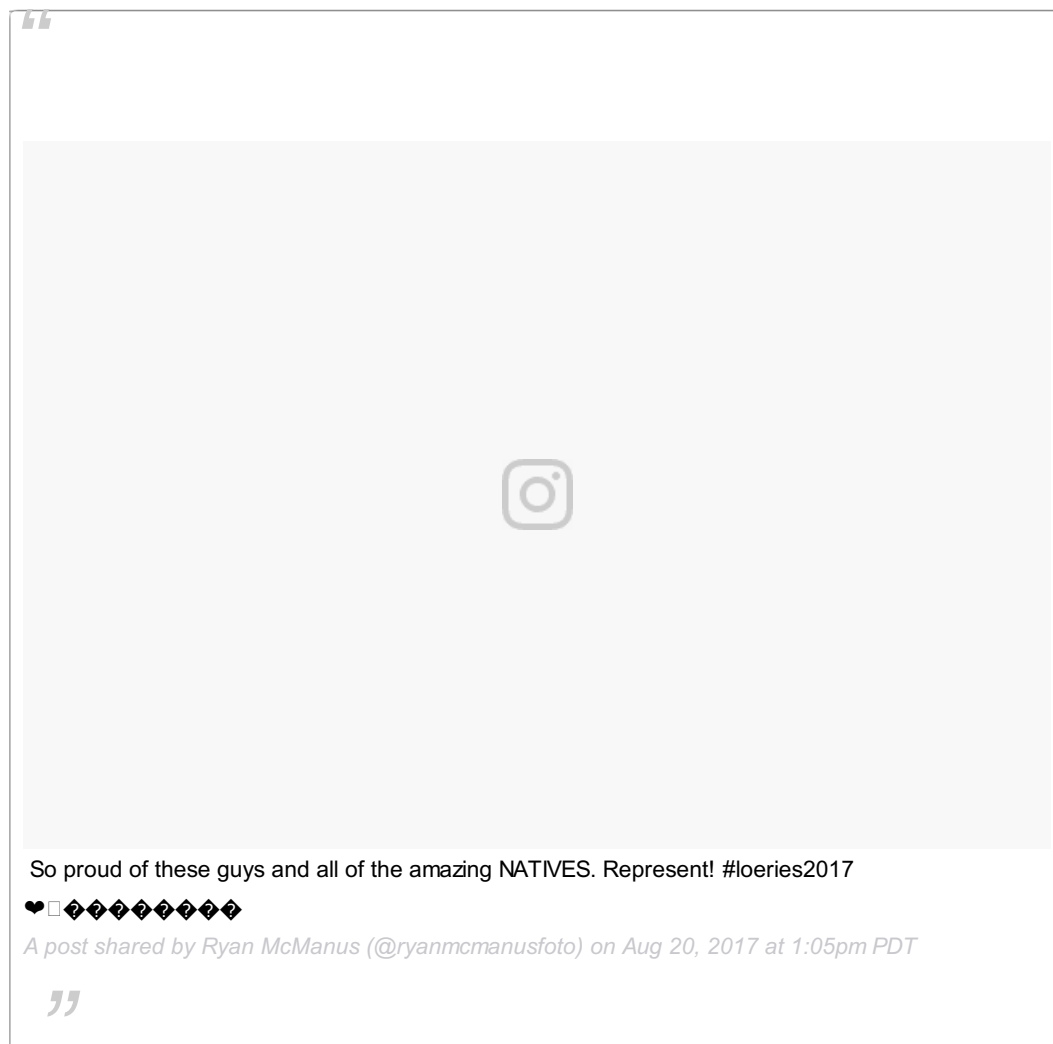 “
So proud of these guys and all of the amazing NATIVES. Represent! #loeries2017
❤□��������
A post shared by Ryan McManus (@ryanmcmanusfoto) on Aug 20, 2017 at 1:05pm PDT
”